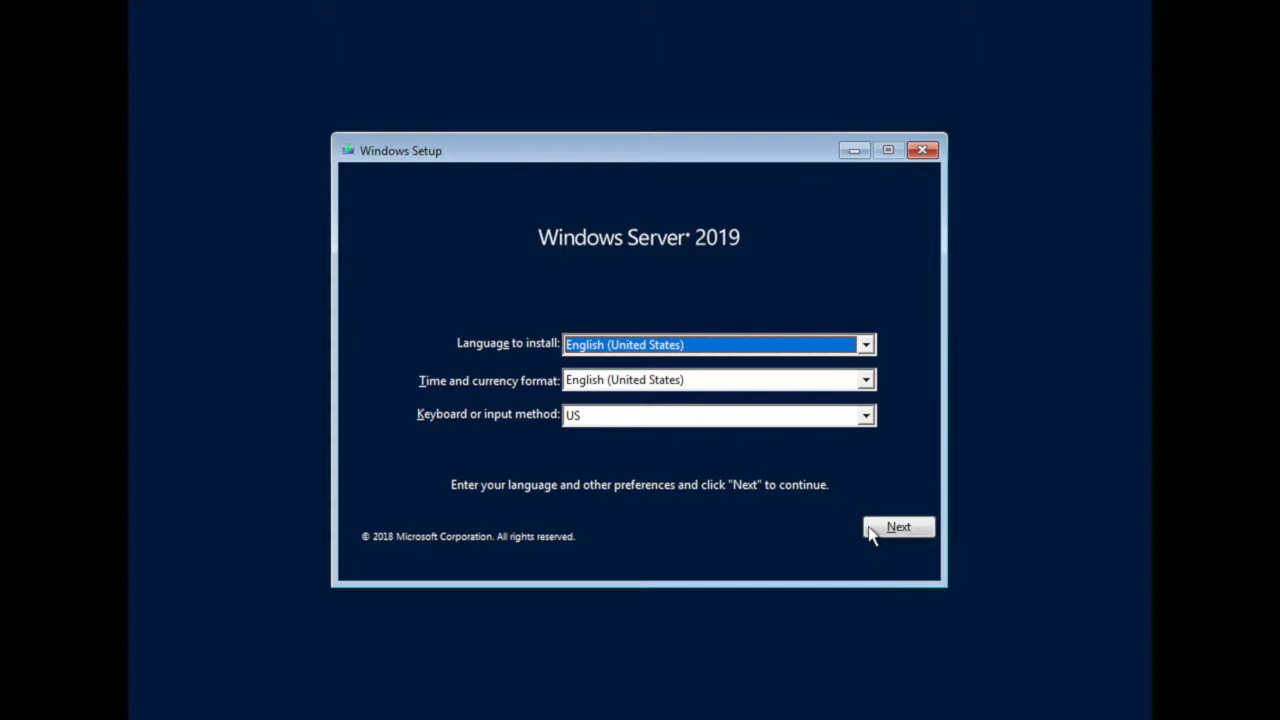 Windows Setup
Windows Server® 2019
Language to install: English (United States)
Time and currency format: English (United States)
Keyboard or input method: US
Enter your language and other preferences and click "Next" to continue.
Next
© 2018 Microsoft Corporation. All rights reserved.